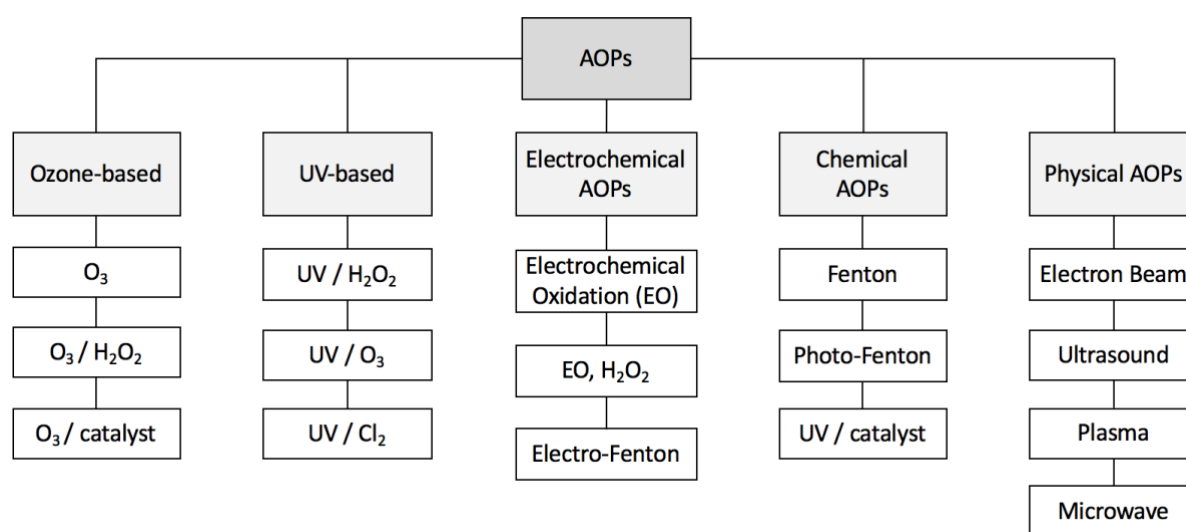 AOPs
Ozone-based
O₃
O₃ / H₂O₂
O₃ / catalyst
UV-based
UV / H₂O₂
UV / O₃
UV / Cl₂
Electrochemical
AOPs
Electrochemical
Oxidation (EO)
EO, H₂O₂
Electro-Fenton
Chemical
AOPs
Fenton
Photo-Fenton
UV / catalyst
Physical AOPs
Electron Beam
Ultrasound
Plasma
Microwave